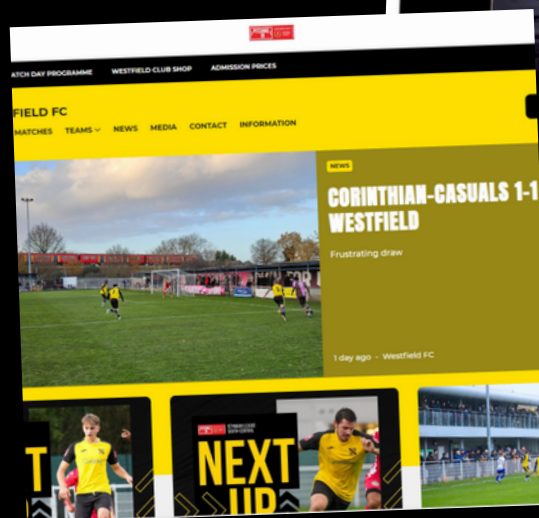 ATCH DAY PROGRAMME WESTFIELD CLUB SHOP ADMISSION PRICES
FIELD FC
MATCHES TEAMS NEWS MEDIA CONTACT INFORMATION
NEWS
CORINTHIAN-CASUALS 1-1
WESTFIELD
Frustrating draw
1 day ago - Westfield FC
T
NEXT
UP